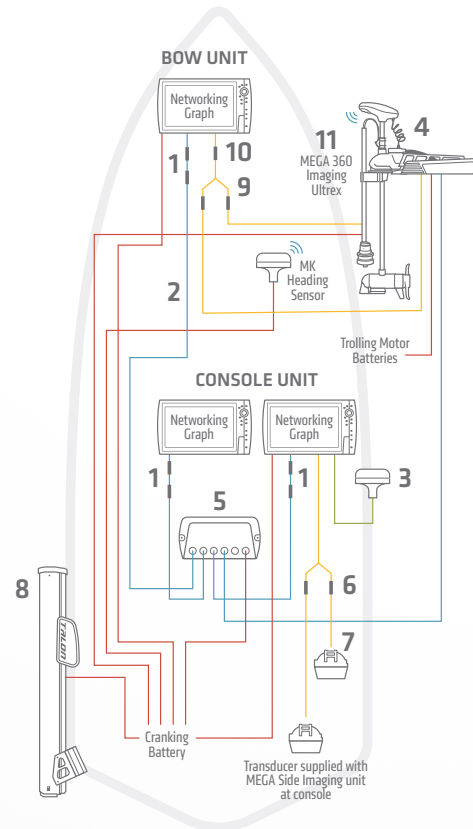 BOW UNIT
Networking
Graph
1
10
11
4
MEGA 360
Imaging
Ultrex
9
MK
Heading
Sensor
2
Trolling Motor
Batteries
CONSOLE UNIT
Networking
Graph
Networking
Graph
1
1
3
5
6
8
TALON
7
Cranking
Battery
Transducer supplied with
MEGA Side Imaging unit
at console